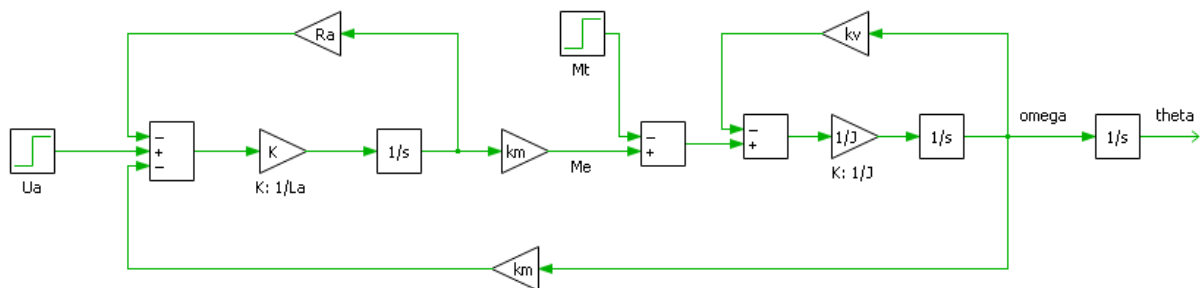 Ra
Mt
kv
omega
theta
−
+
−
Ua
K
K: 1/La
1/s
km
Me
−
+
−
+
1/J
K: 1/J
1/s
1/s
km